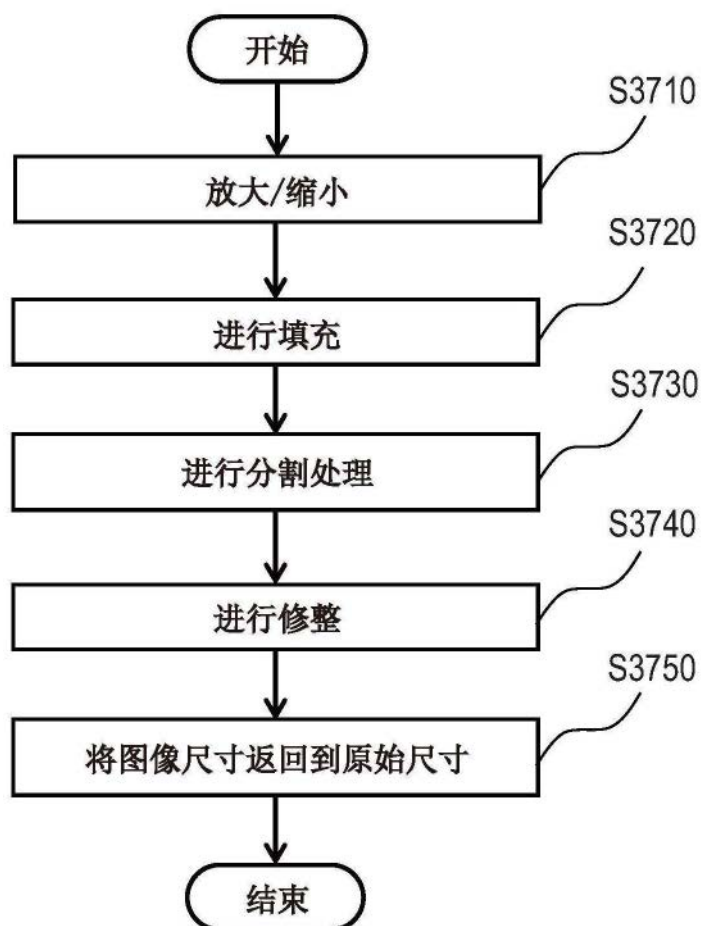 开始
S3710
放大/缩小
S3720
进行填充
S3730
进行分割处理
S3740
进行修整
S3750
将图像尺寸返回到原始尺寸
结束